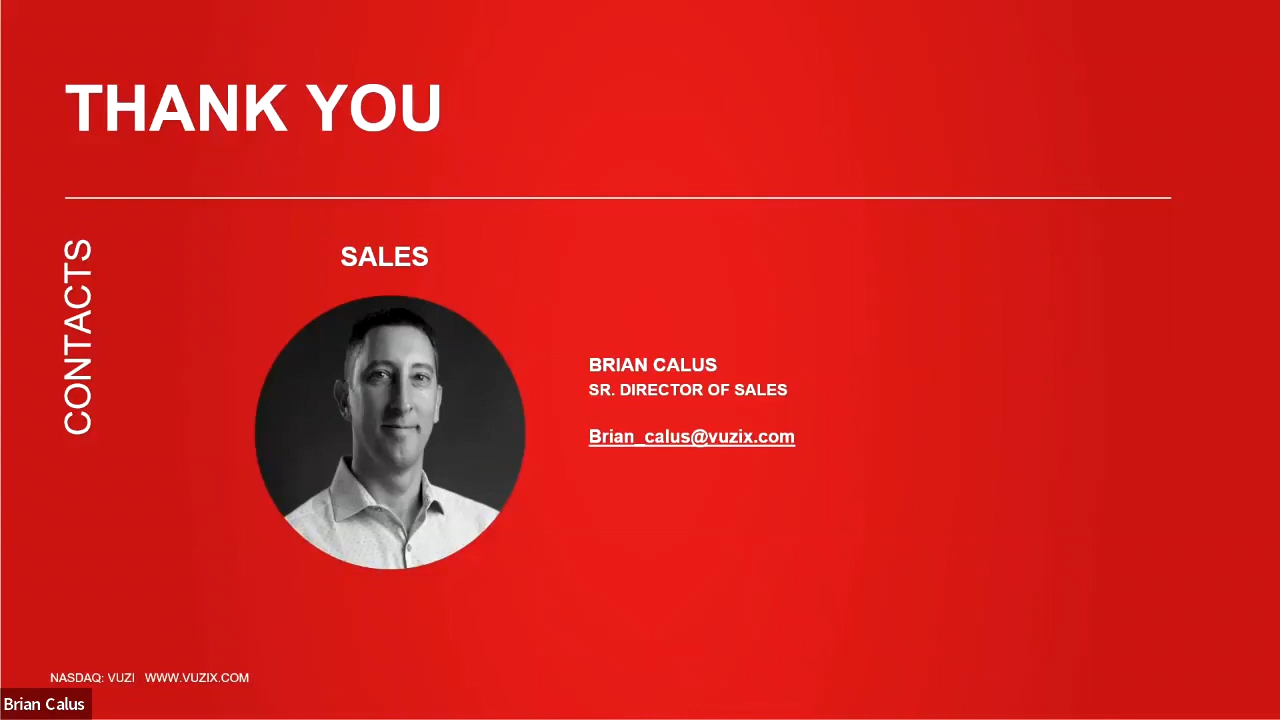 THANK YOU
CONTACTS
SALES
BRIAN CALUS
SR. DIRECTOR OF SALES
Brian_calus@vuzix.com
NASDAQ: VUZI WWW.VUZIX.COM
Brian Calus